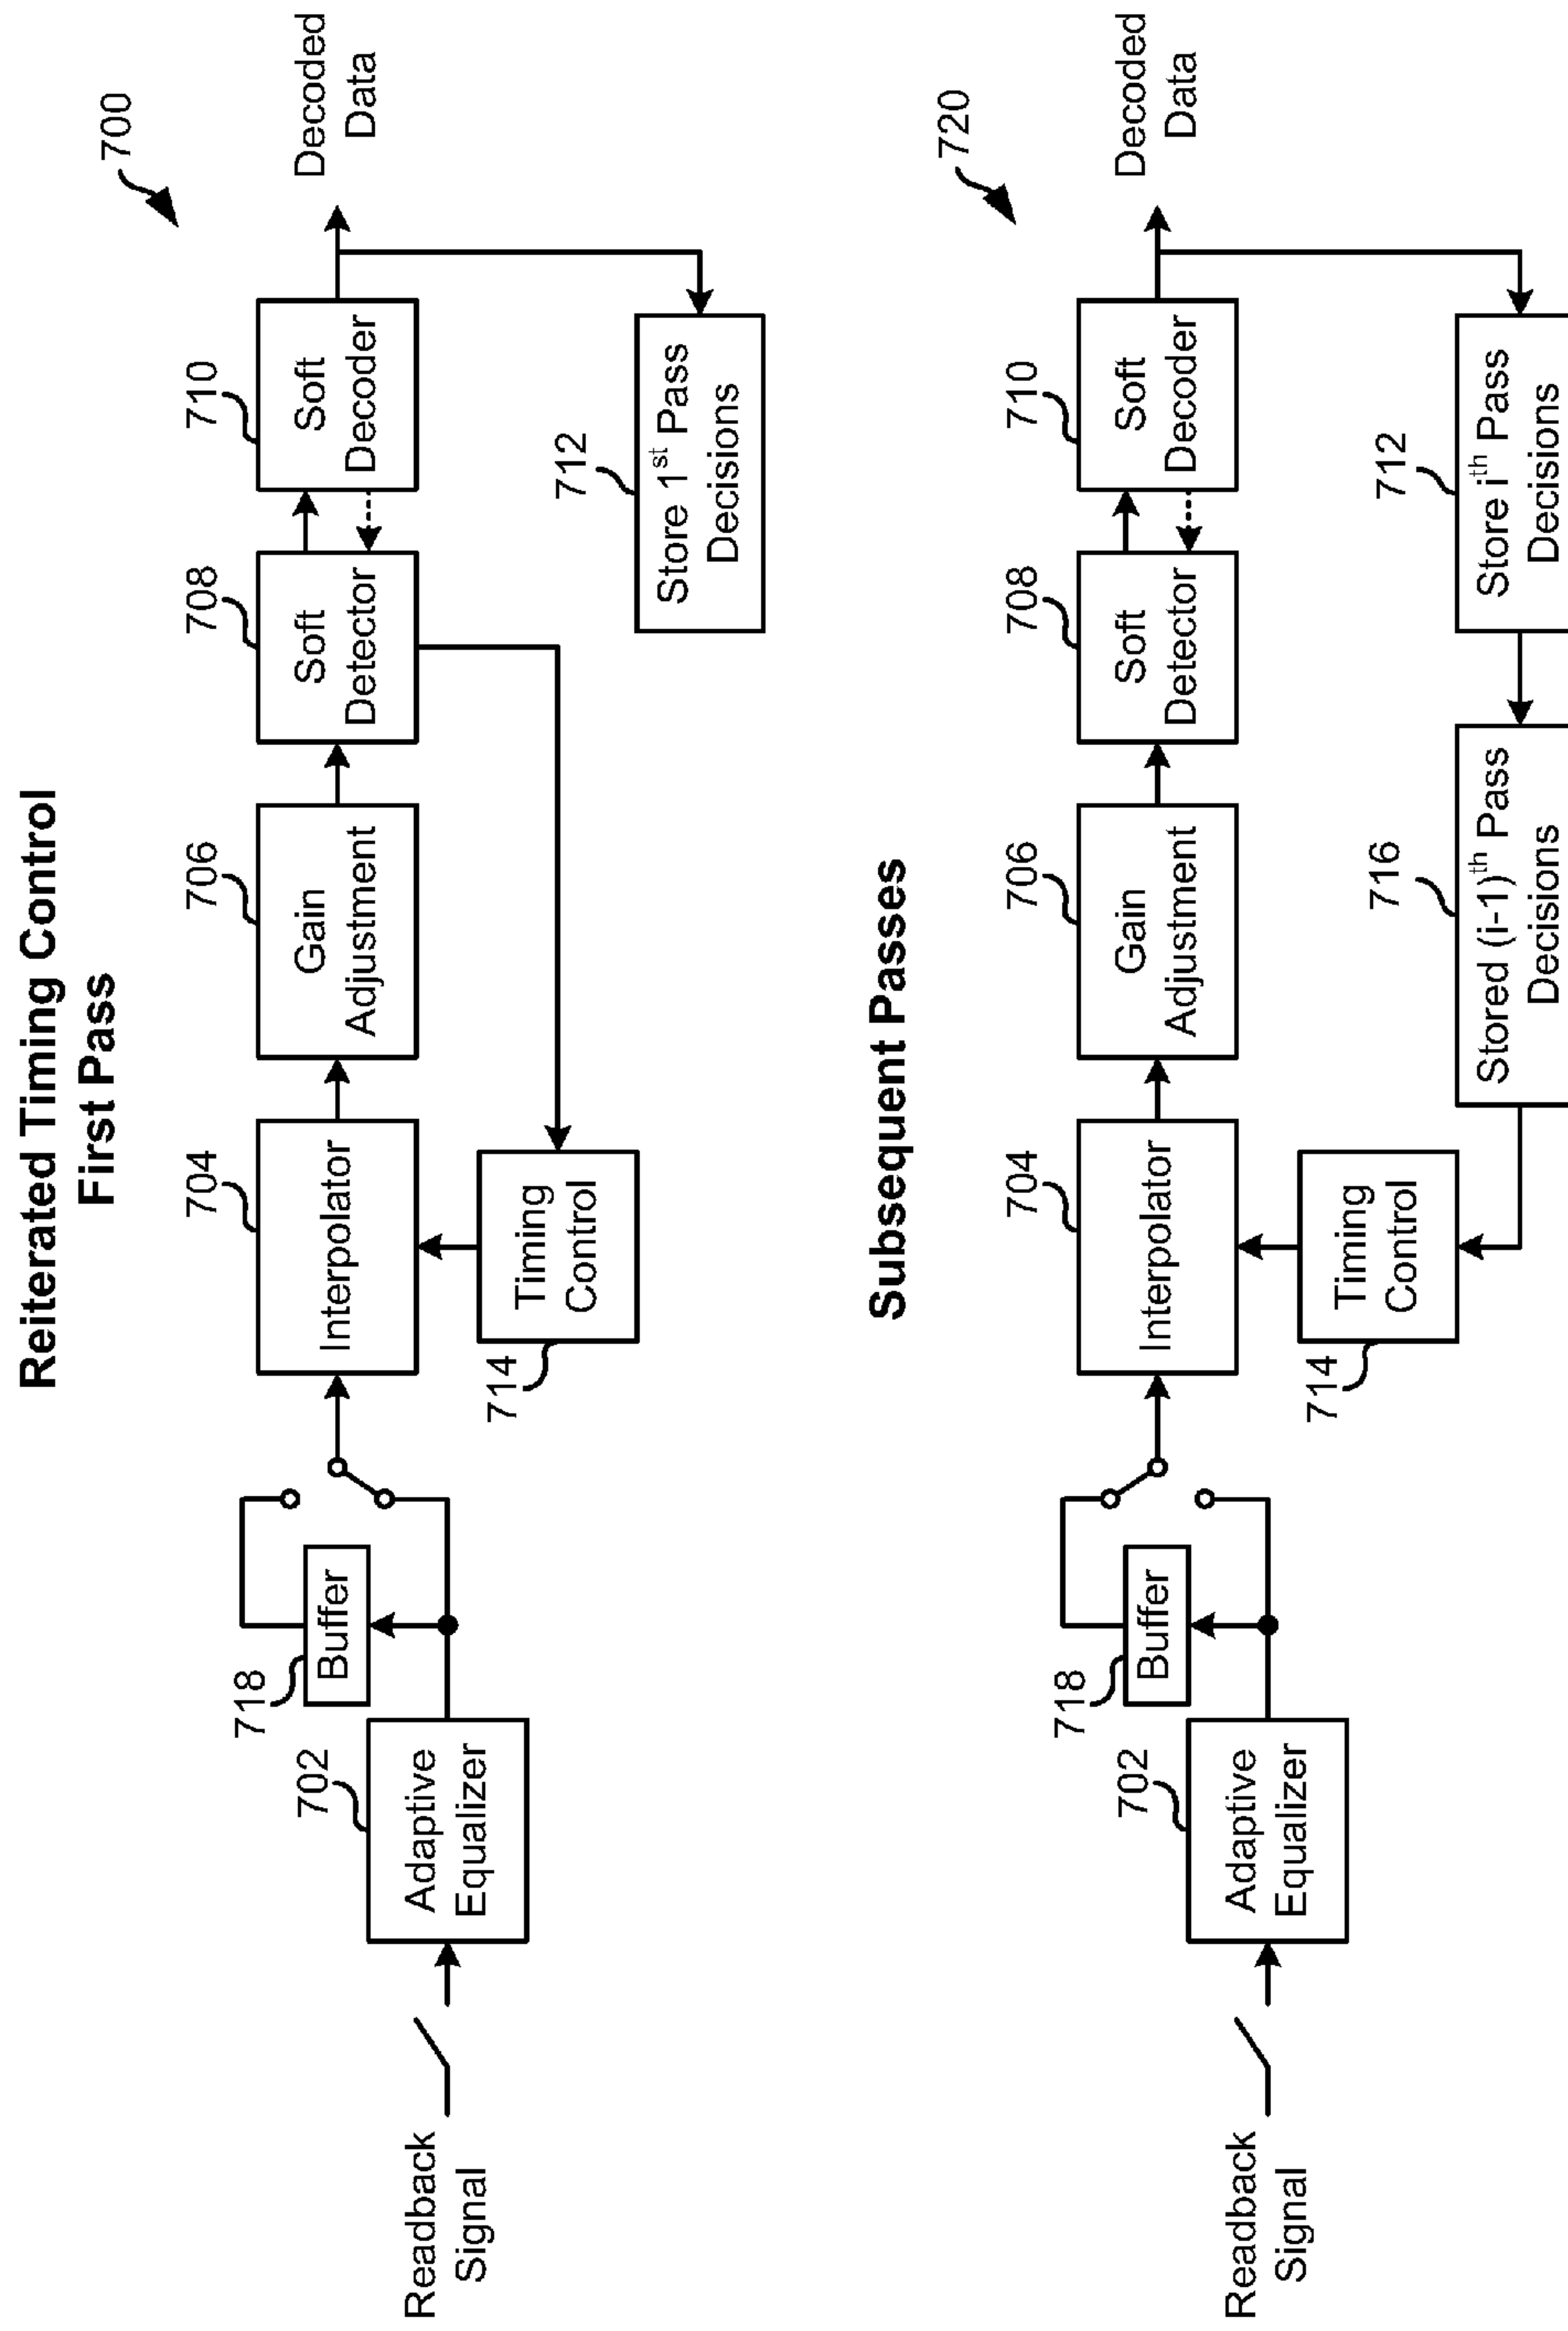 Reiterated Timing Control
First Pass
700
Readback
Signal
702
Adaptive
Equalizer
718
Buffer
704
Interpolator
714
Timing
Control
706
Gain
Adjustment
708
Soft
Detector
710
Soft
Decoder
712
Store 1st Pass
Decisions
Decoded
Data
Subsequent Passes
720
Readback
Signal
702
Adaptive
Equalizer
718
Buffer
704
Interpolator
714
Timing
Control
706
Gain
Adjustment
708
Soft
Detector
710
Soft
Decoder
716
Stored (i-1)th Pass
Decisions
712
Store ith Pass
Decisions
Decoded
Data